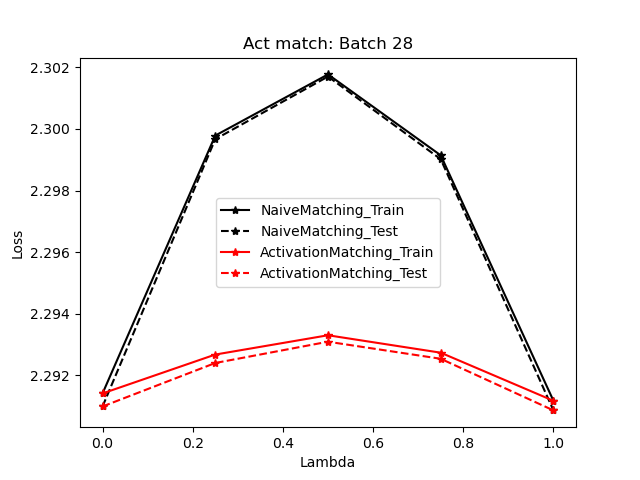 Act match: Batch 28
2.302
2.300
2.298
2.296
2.294
2.292
Loss
NaiveMatching_Train
NaiveMatching_Test
ActivationMatching_Train
ActivationMatching_Test
0.0 0.2 0.4 0.6 0.8 1.0
Lambda